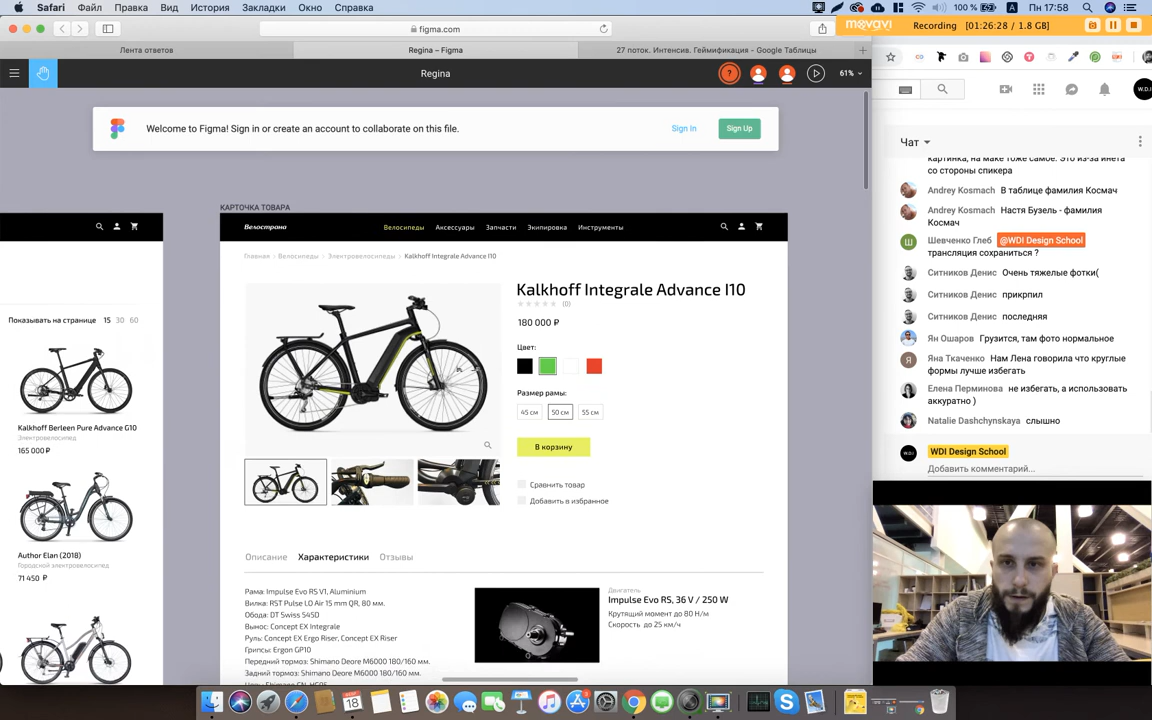 Safari Файл Правка Вид История Закладки Окно Справка
100 % A Пн 17:58
figma.com
movavi Recording [01:26:28 / 1.8 GB]
Лента ответов Regina – Figma 27 поток. Интенсив. Геймификация - Google Таблицы
Regina
? 61%
W.D.I
Welcome to Figma! Sign in or create an account to collaborate on this file.
Sign In Sign Up
КАРТОЧКА ТОВАРА
Велострана Велосипеды Аксессуары Запчасти Экипировка Инструменты
Главная Велосипеды Электровелосипеды Kalkhoff Integrale Advance I10
Kalkhoff Integrale Advance I10
(0)
180 000 ₽
Цвет:
Размер рамы:
45 см 50 см 55 см
В корзину
Сравнить товар
Добавить в избранное
Показывать на странице 15 30 60
Kalkhoff Berleen Pure Advance G10
Электровелосипед
165 000 ₽
Author Elan (2018)
Городской электровелосипед
71 450 ₽
Описание Характеристики Отзывы
Рама: Impulse Evo RS V1, Aluminium
Вилка: RST Pulse LO Air 15 mm QR, 80 мм.
Обода: DT Swiss 545D
Вынос: Concept EX Integrale
Руль: Concept EX Ergo Riser, Concept EX Riser
Грипсы: Ergon GP10
Передний тормоз: Shimano Deore M6000 180/160 мм.
Задний тормоз: Shimano Deore M6000 180/160 мм.
Двигатель
Impulse Evo RS, 36 V / 250 W
Крутящий момент до 80 Н/м
Скорость до 25 км/ч
Чат
картинка, на маке тоже самое. Это из-за инета
со стороны спикера
Andrey Kosmach В таблице фамилия Космач
Andrey Kosmach Настя Бузель - фамилия
Космач
Ш Шевченко Глеб @WDI Design School
трансляция сохраниться ?
Ситников Денис Очень тяжелые фотки(
Ситников Денис прикрпил
Ситников Денис последняя
Ян Ошаров Грузится, там фото нормальное
Я Яна Ткаченко Нам Лена говорила что круглые
формы лучше избегать
Елена Перминова не избегать, а использовать
аккуратно )
Natalie Dashchynskaya слышно
W.D.I WDI Design School
Добавить комментарий...
18